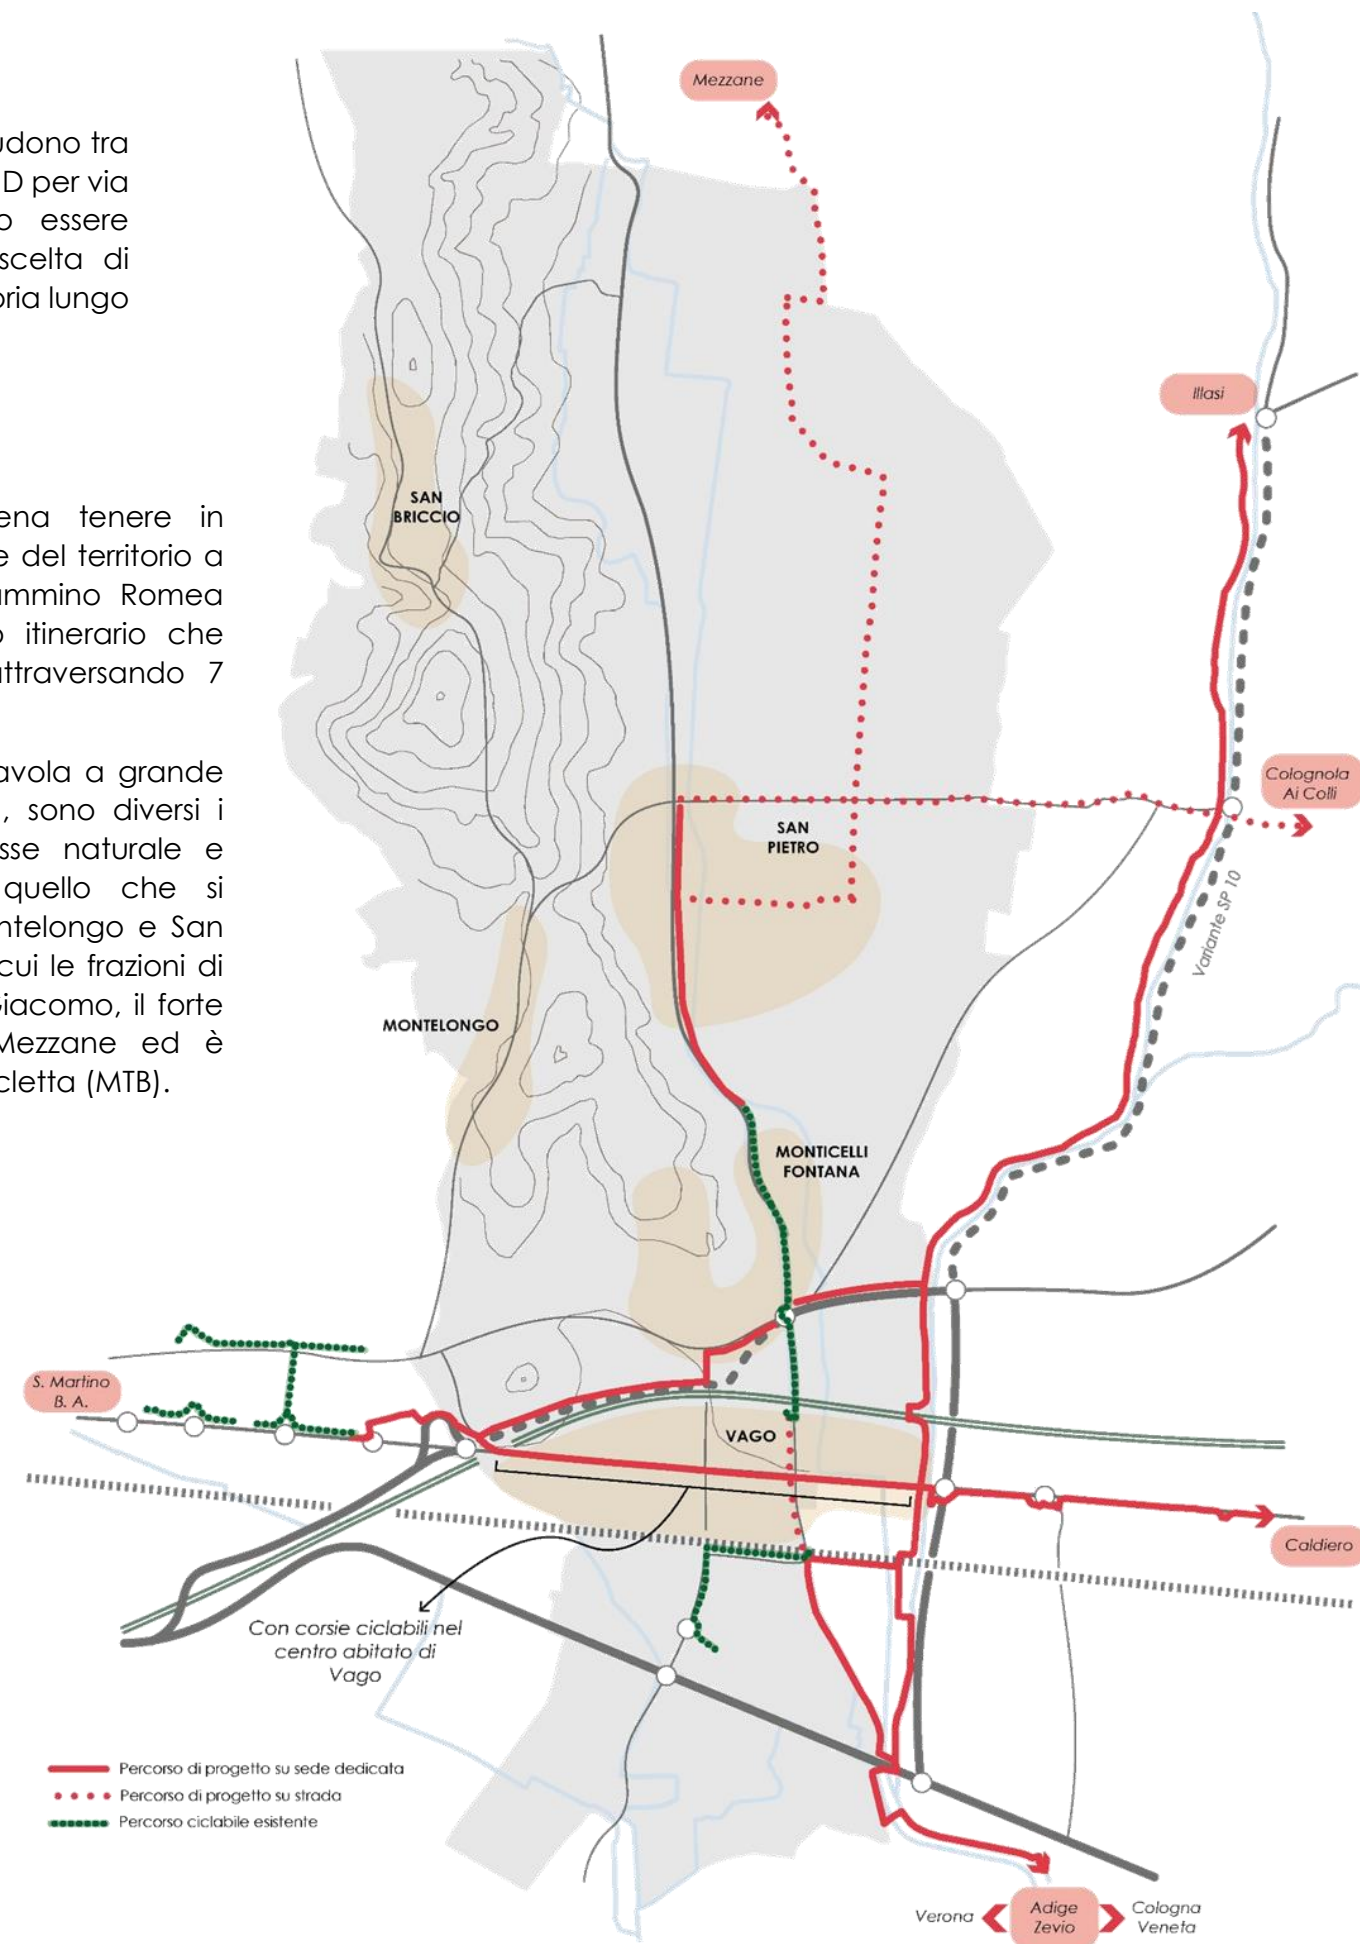 udono tra
D per via
o essere
scelta di
oria lungo
ena tenere in
e del territorio a
ammino Romea
o itinerario che
attraversando 7
avola a grande
, sono diversi i
sse naturale e
quello che si
ntelongo e San
cui le frazioni di
Giacomo, il forte
Mezzane ed è
cletta (MTB).
Mezzane
Illasi
SAN
BRICCIO
Colognola
Ai Colli
SAN
PIETRO
Variante SP 10
MONTELONGO
MONTICELLI
FONTANA
S. Martino
B. A.
VAGO
Caldiero
Con corsie ciclabili nel
centro abitato di
Vago
Percorso di progetto su sede dedicata
Percorso di progetto su strada
Percorso ciclabile esistente
Verona
Adige
Zevio
Cologna
Veneta